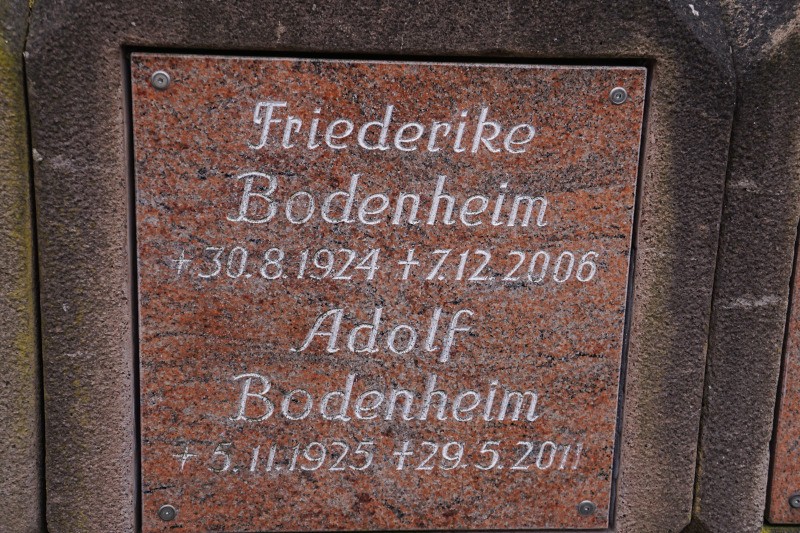 Friederike
Bodenheim
+ 30.8.1924 ✝7.12.2006
Adolf
Bodenheim
+ 5.11.1925 ✝29.5.2011